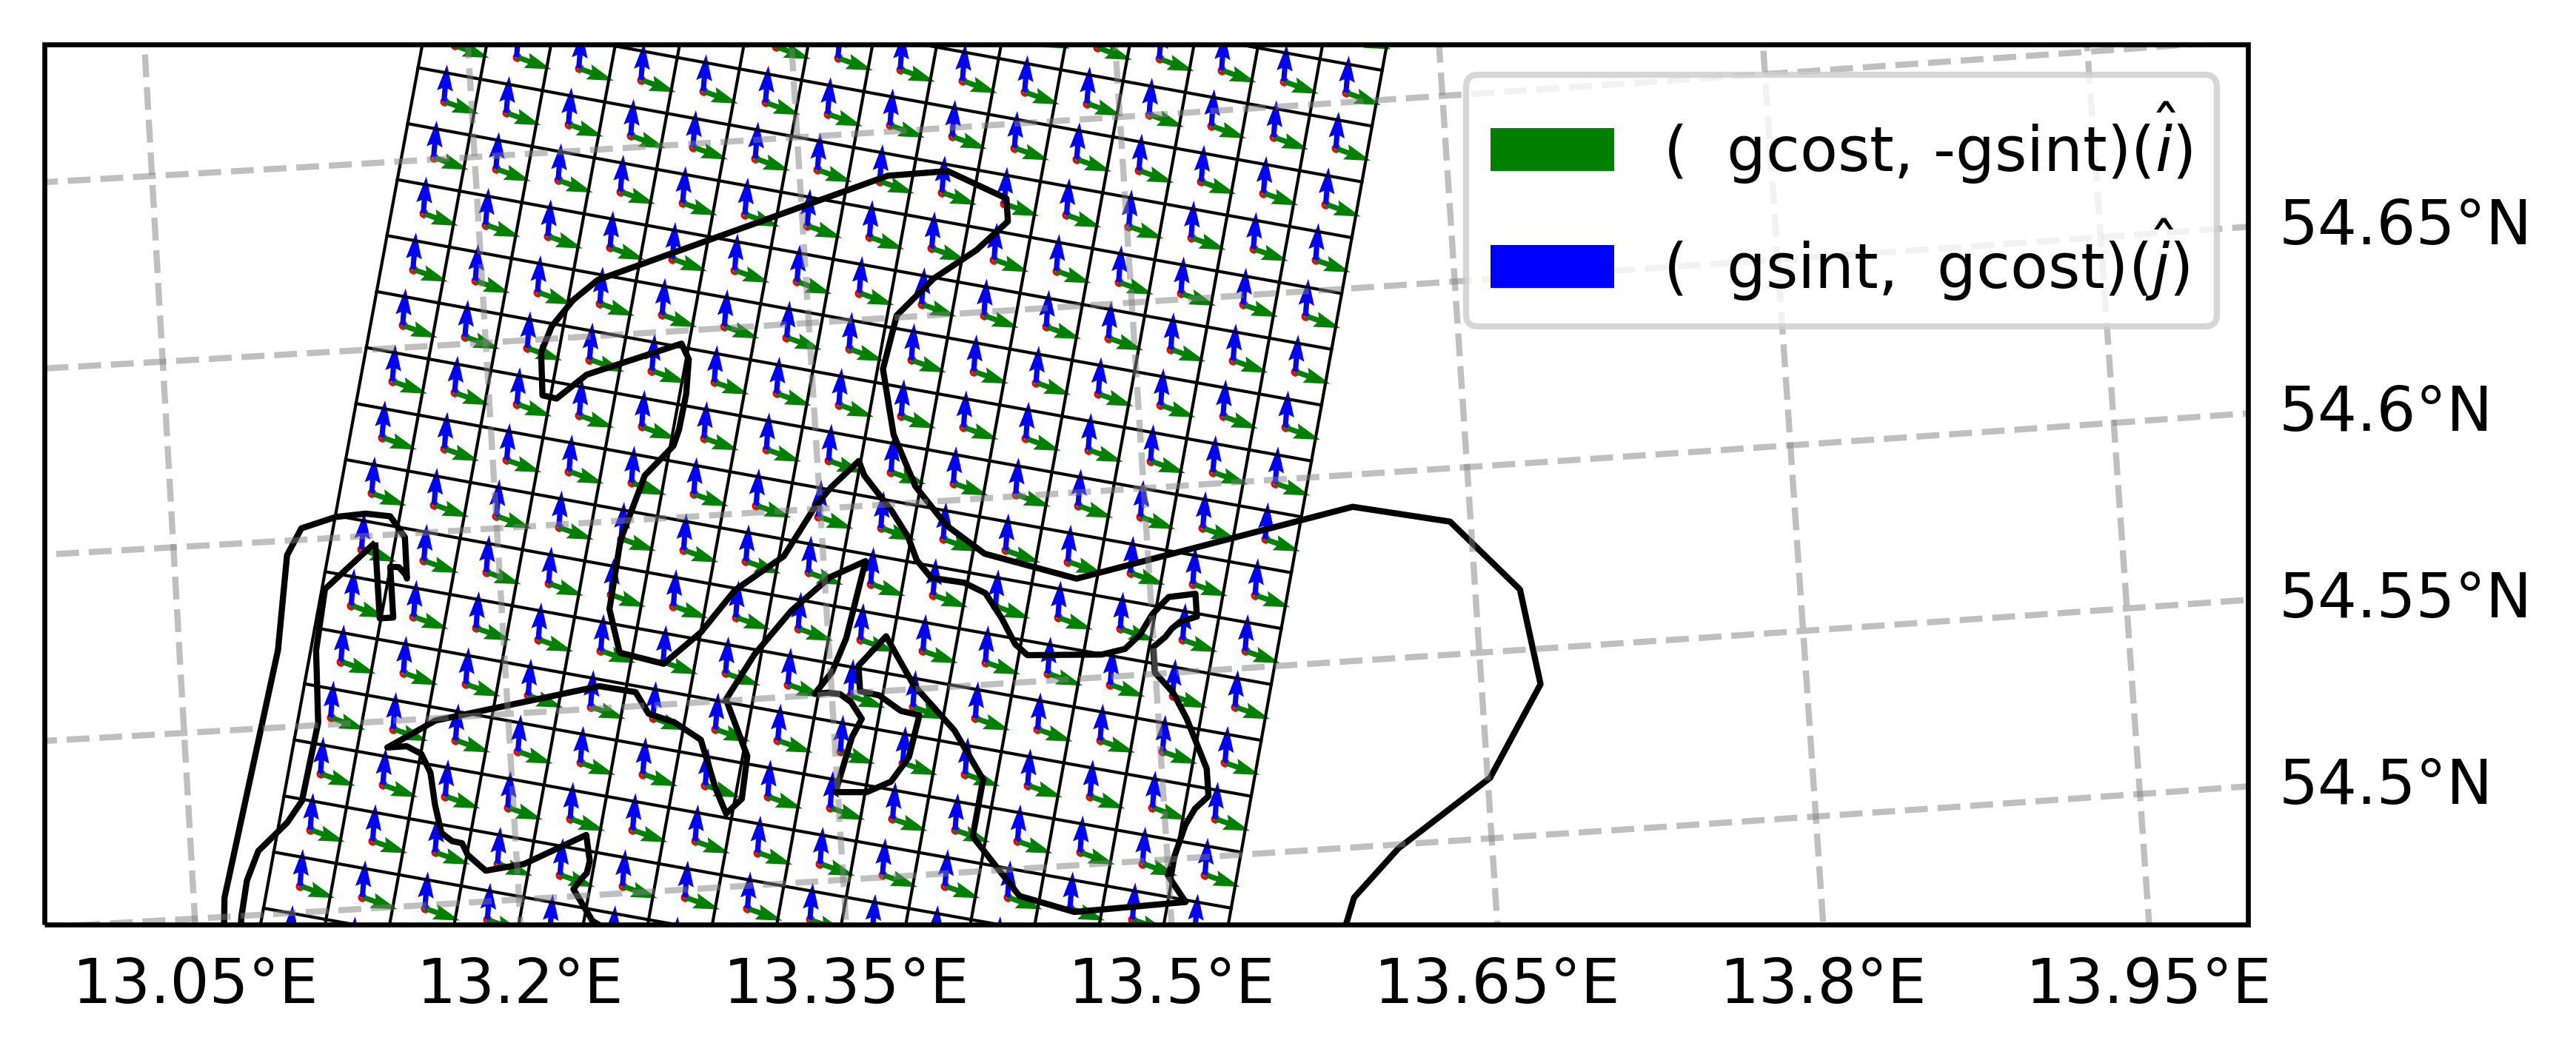 ( gcost, -gsint)(î)
( gsint, gcost)(ĵ)
54.65°N
54.6°N
54.55°N
54.5°N
13.05°E 13.2°E 13.35°E 13.5°E 13.65°E 13.8°E 13.95°E